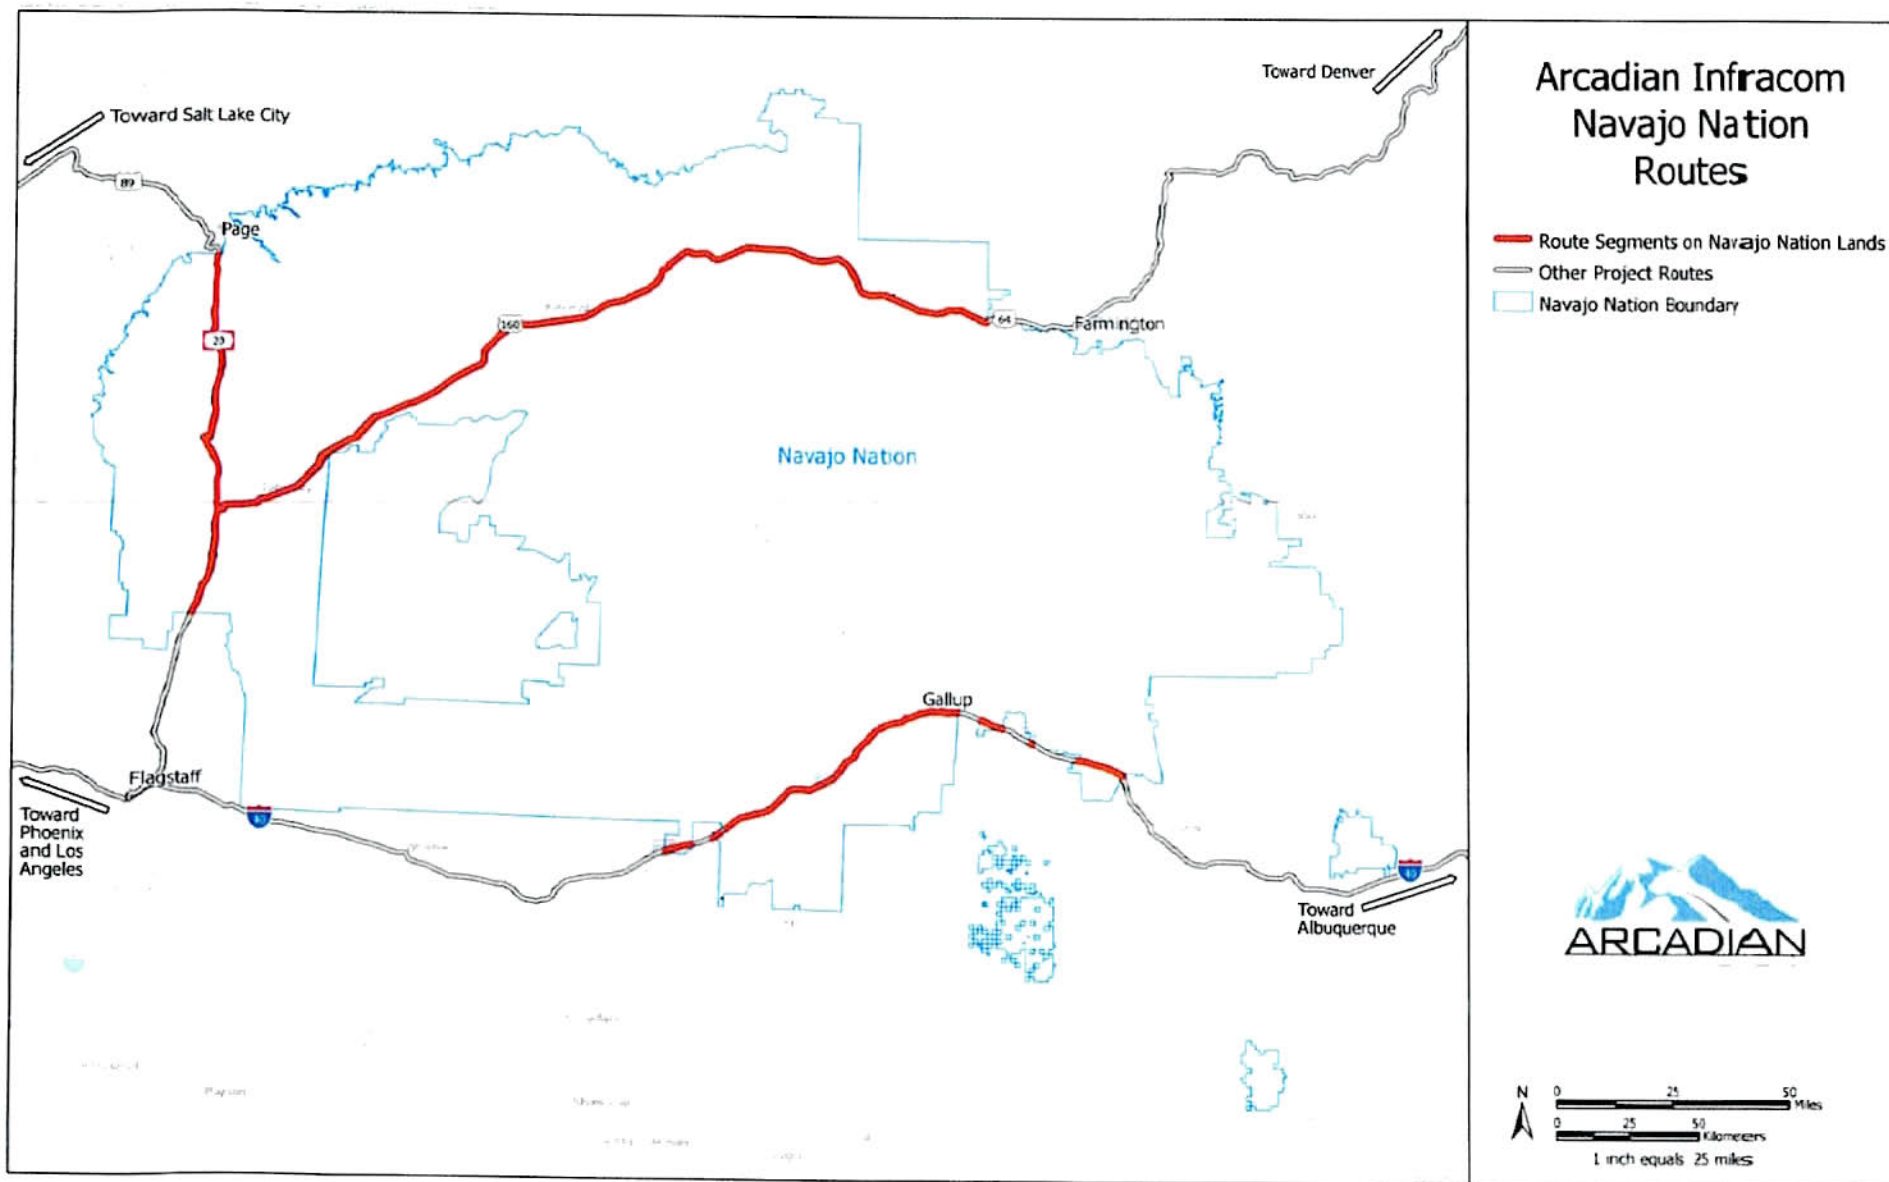 Toward Denver
Toward Salt Lake City
89
Page
20
160
64
Farmington
Navajo Nation
Gallup
Flagstaff
40
Toward
Phoenix
and Los
Angeles
40
Toward
Albuquerque
Payson
Arcadian Infracom
Navajo Nation
Routes
Route Segments on Navajo Nation Lands
Other Project Routes
Navajo Nation Boundary
ARCADIAN
N
0 25 50
Miles
0 25 50
Kilometers
1 inch equals 25 miles